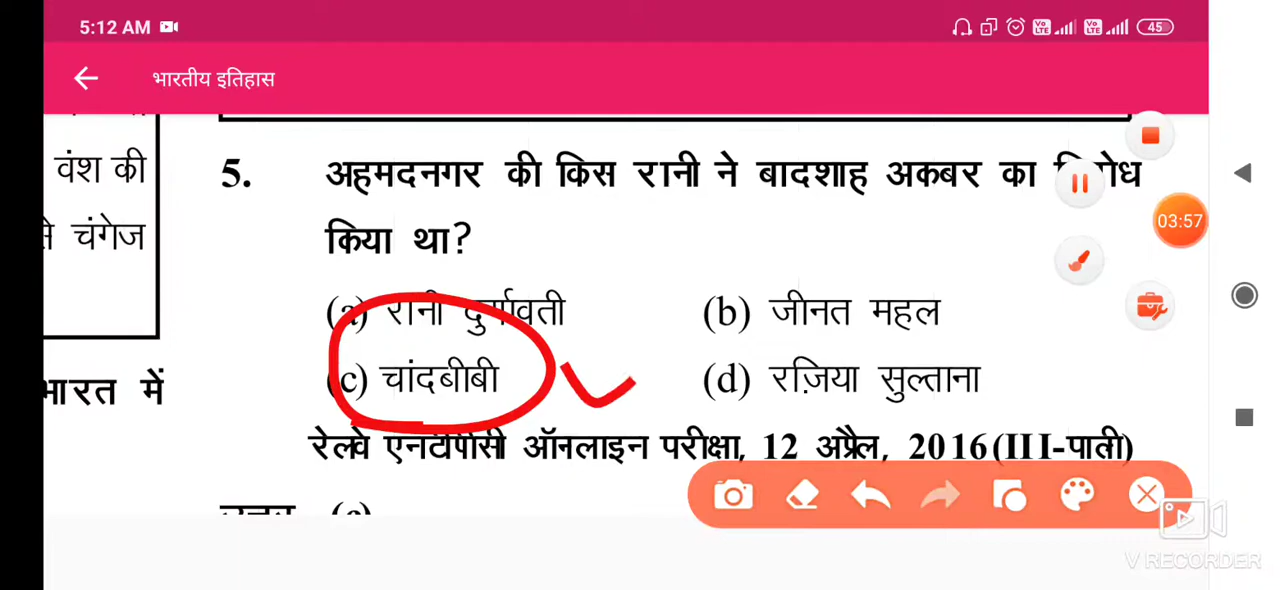 5:12 AM
45
भारतीय इतिहास
वंश की
से चंगेज
भारत में
5. अहमदनगर की किस रानी ने बादशाह अकबर का
किया था?
(a) रानी दुर्गावती (b) जीनत महल
(c) चांदबीबी (d) रज़िया सुल्ताना
रेलवे एनटीपीसी ऑनलाइन परीक्षा, 12 अप्रैल, 2016 (III-पाली)
03:57
V RECORDER